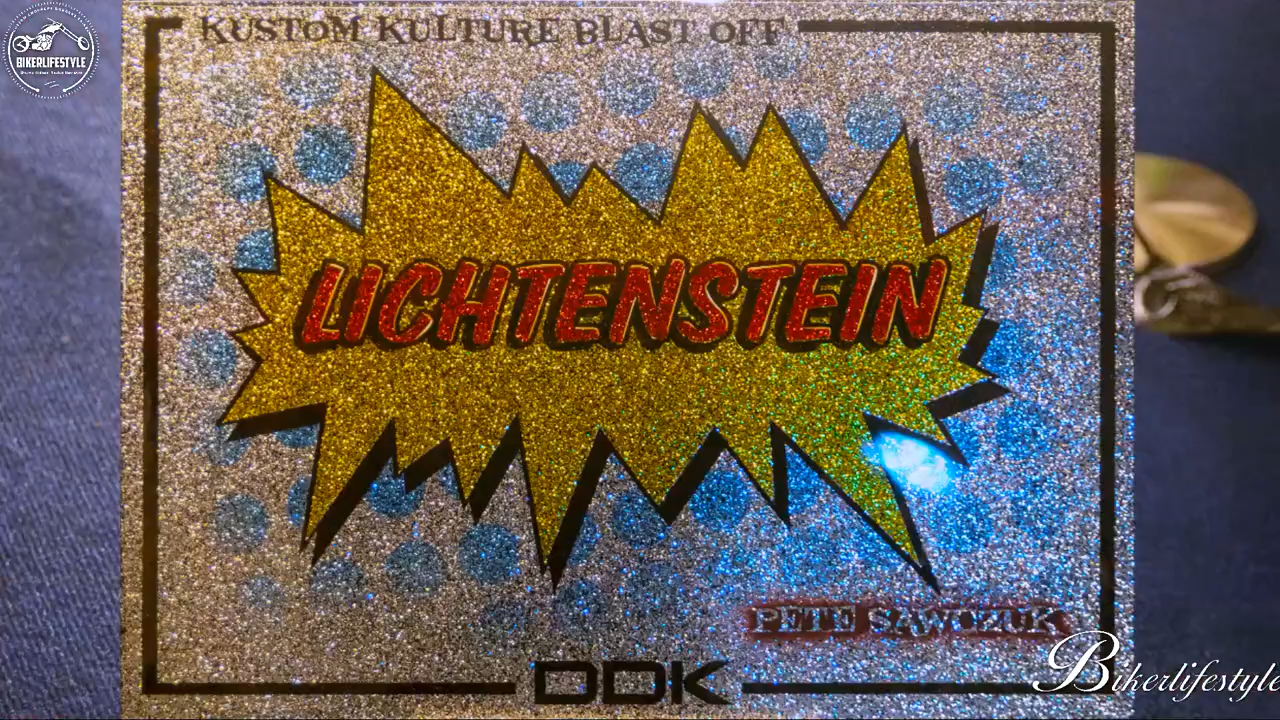 KUSTOM KULTURE BLAST OFF
BIKERLIFESTYLE
LICHTENSTEIN
PETE SAWCZUK
DDK
Bikerlifestyle